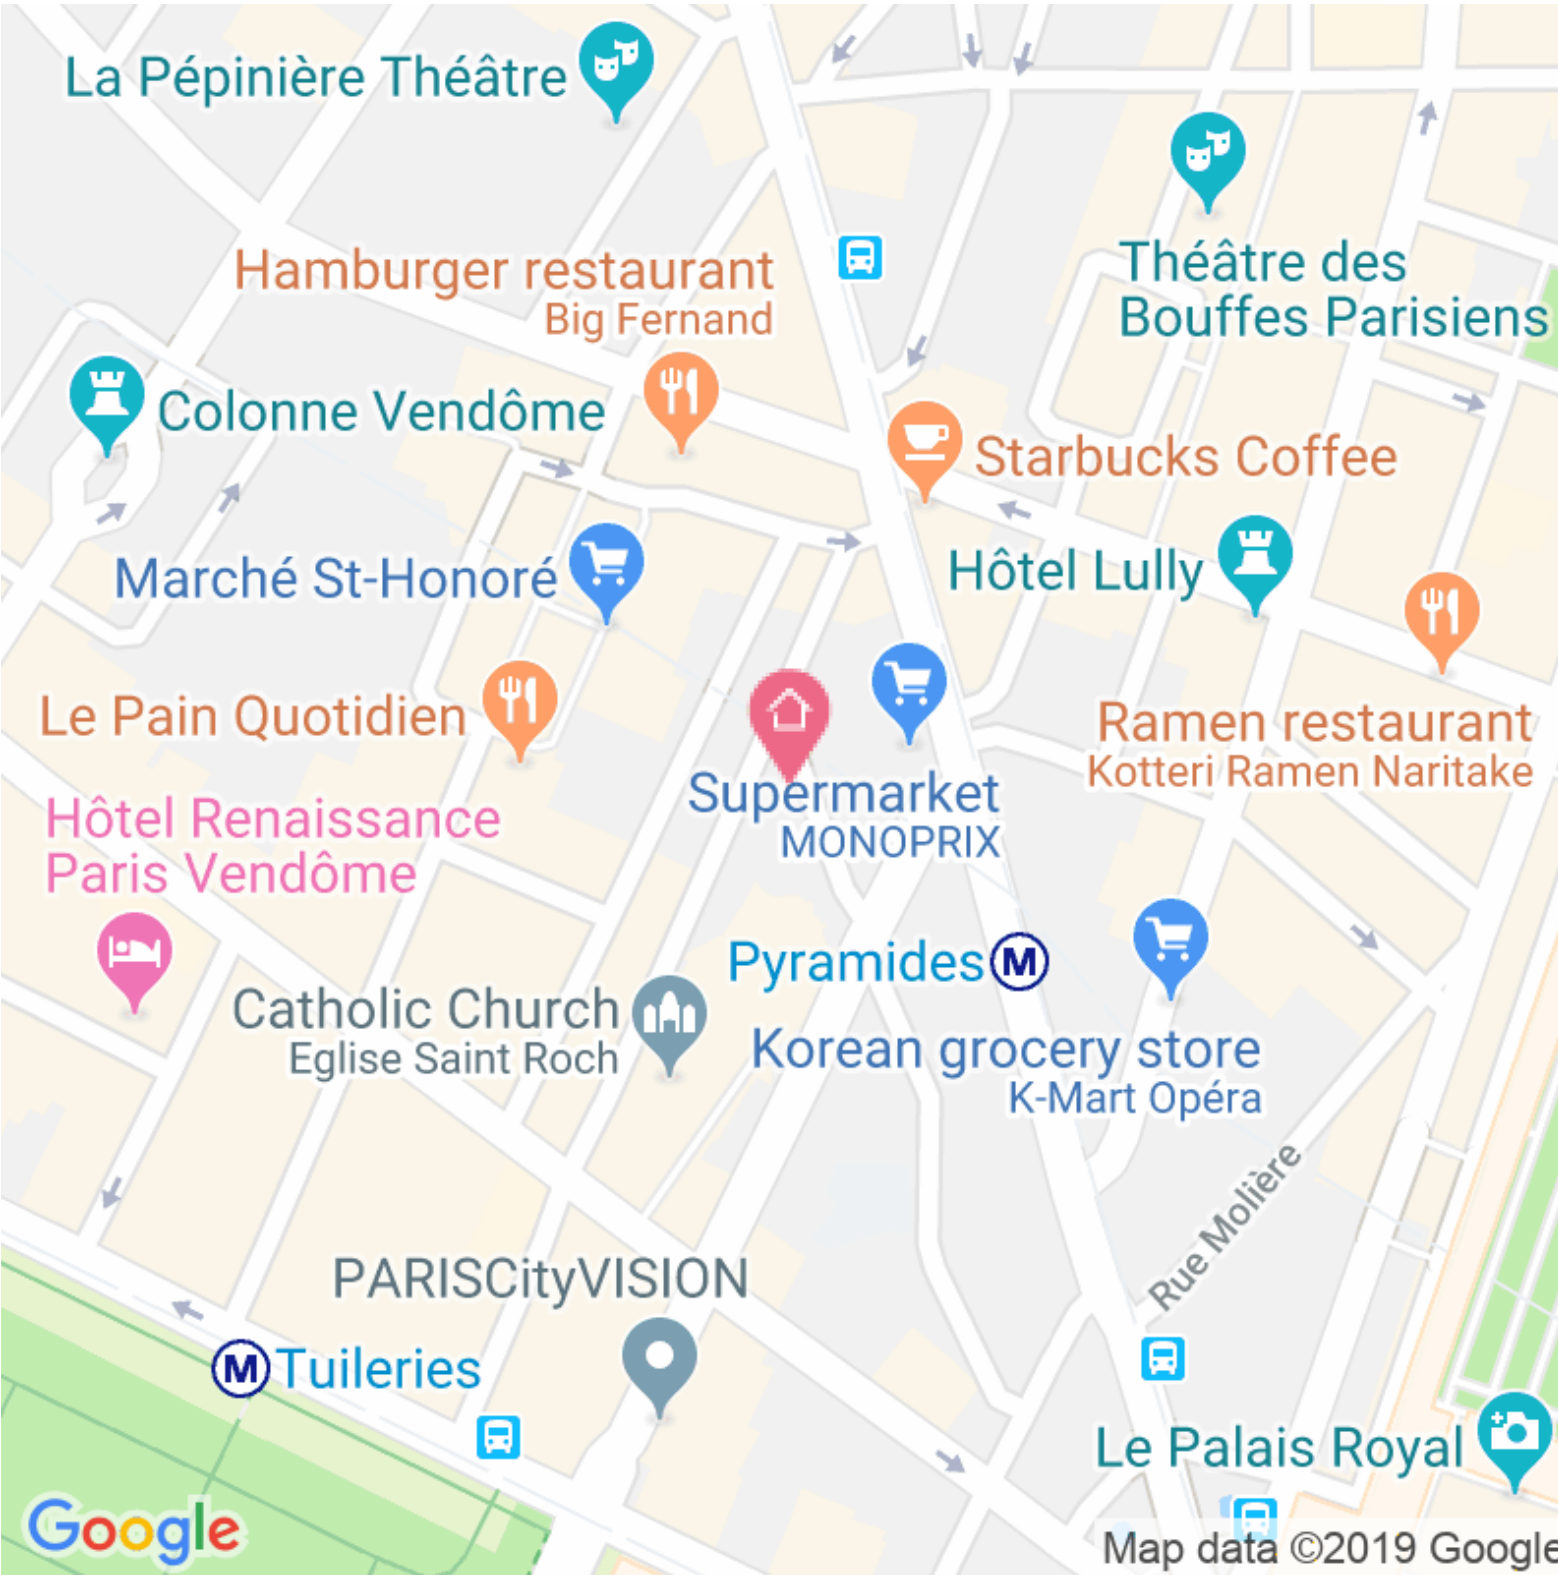 La Pépinière Théâtre
Hamburger restaurant
Big Fernand
Théâtre des
Bouffes Parisiens
Colonne Vendôme
Starbucks Coffee
Marché St-Honoré
Hôtel Lully
Le Pain Quotidien
Ramen restaurant
Kotteri Ramen Naritake
Supermarket
MONOPRIX
Hôtel Renaissance
Paris Vendôme
Pyramides M
Catholic Church
Eglise Saint Roch
Korean grocery store
K-Mart Opéra
Rue Molière
PARISCityVISION
M Tuileries
Le Palais Royal
Google
Map data ©2019 Google